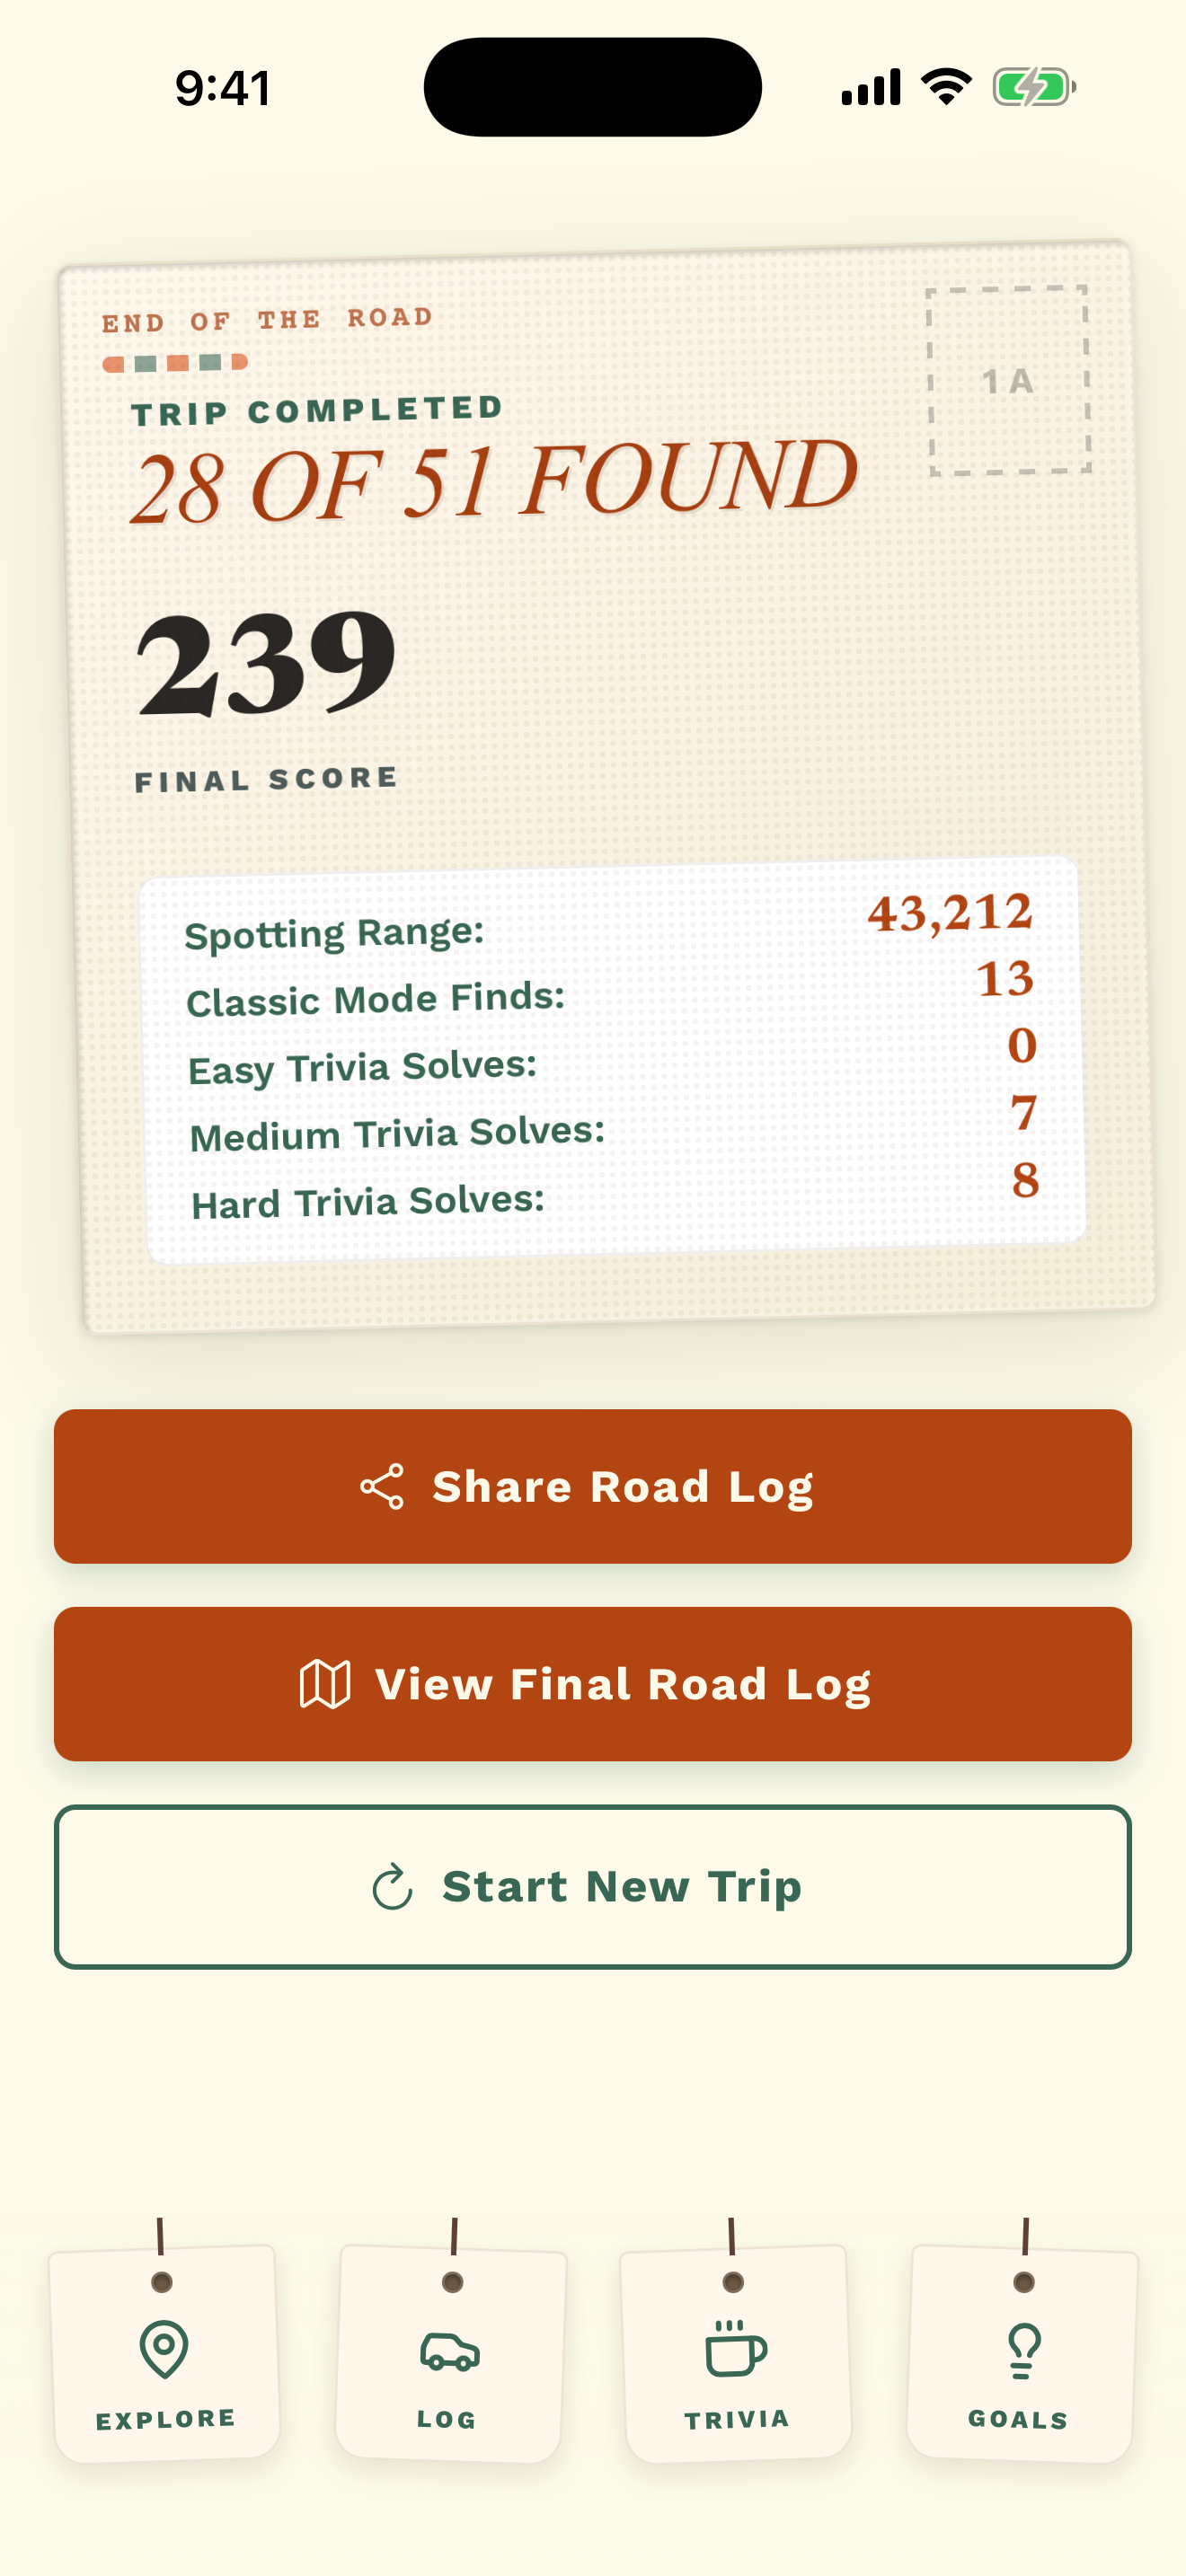 9:41
END OF THE ROAD
1A
TRIP COMPLETED
28 OF 51 FOUND
239
FINAL SCORE
Spotting Range: 43,212
Classic Mode Finds: 13
Easy Trivia Solves: 0
Medium Trivia Solves: 7
Hard Trivia Solves: 8
Share Road Log
View Final Road Log
Start New Trip
EXPLORE LOG TRIVIA GOALS